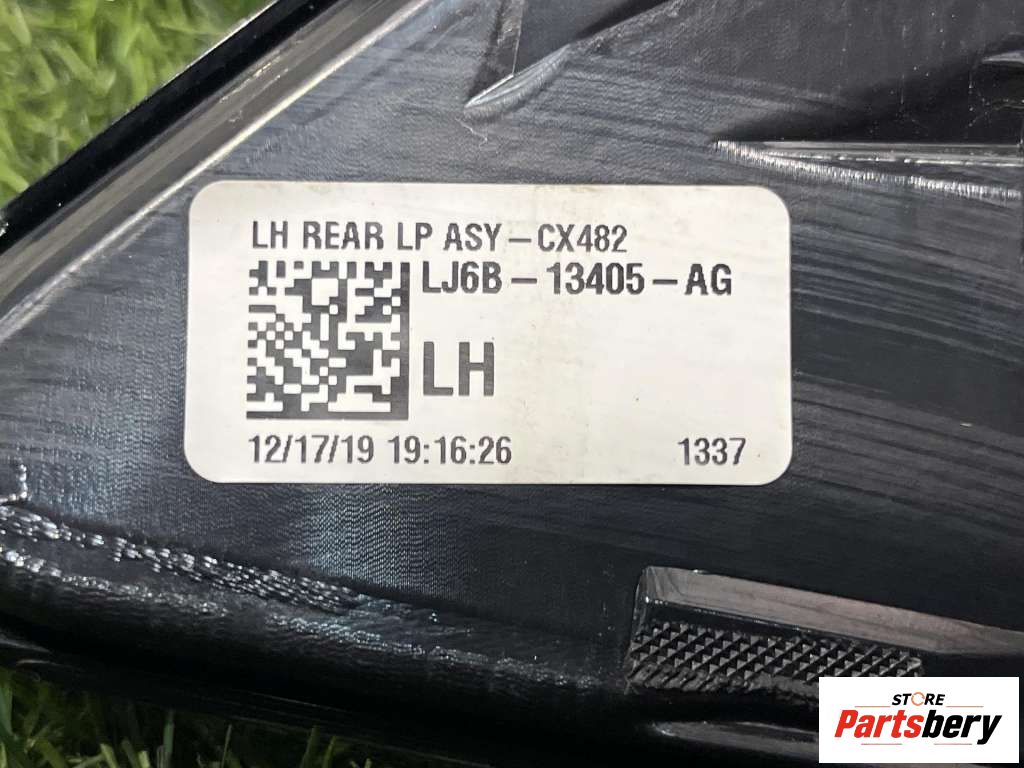 LH REAR LP ASY – CX482
LJ6B – 13405 – AG
LH
12/17/19 19:16:26 1337
STORE
Partsbery